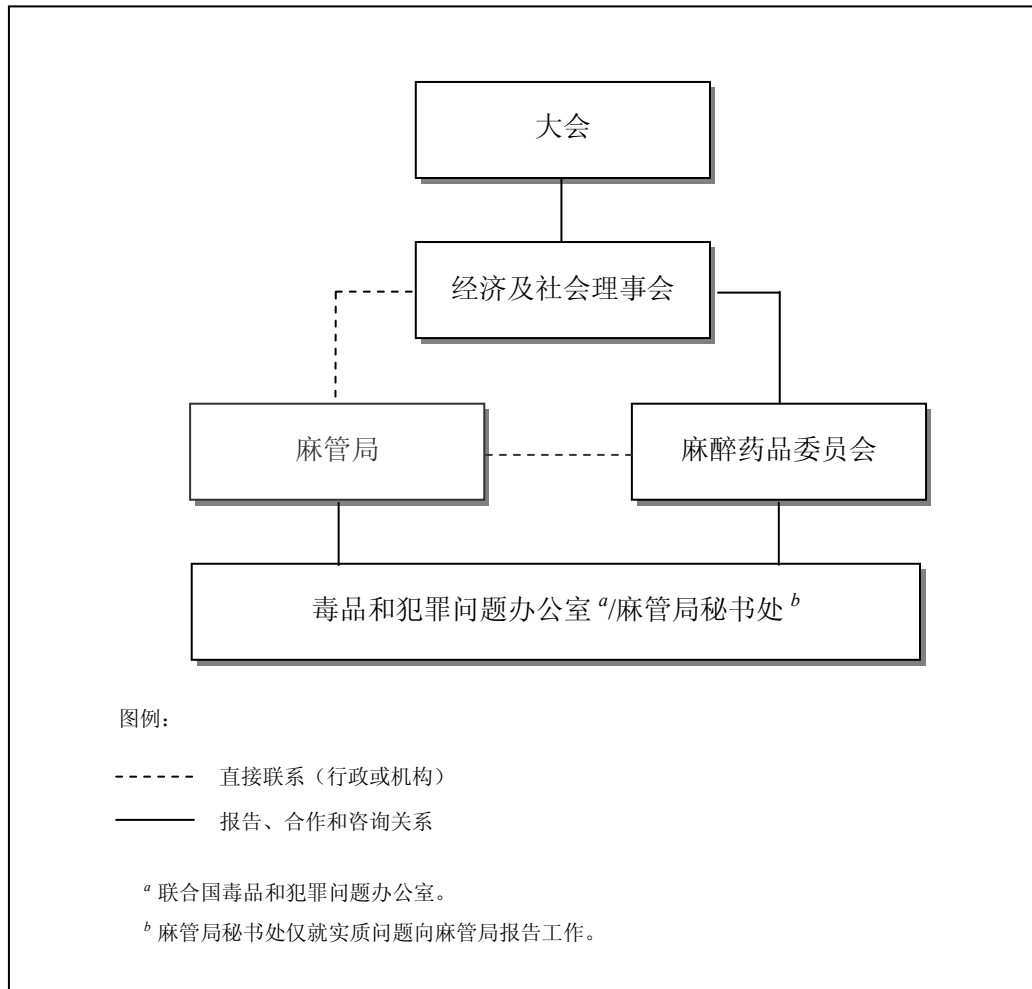 大会
经济及社会理事会
麻管局
麻醉药品委员会
毒品和犯罪问题办公室 a/麻管局秘书处 b
图例：
直接联系（行政或机构）
报告、合作和咨询关系
a 联合国毒品和犯罪问题办公室。
b 麻管局秘书处仅就实质问题向麻管局报告工作。